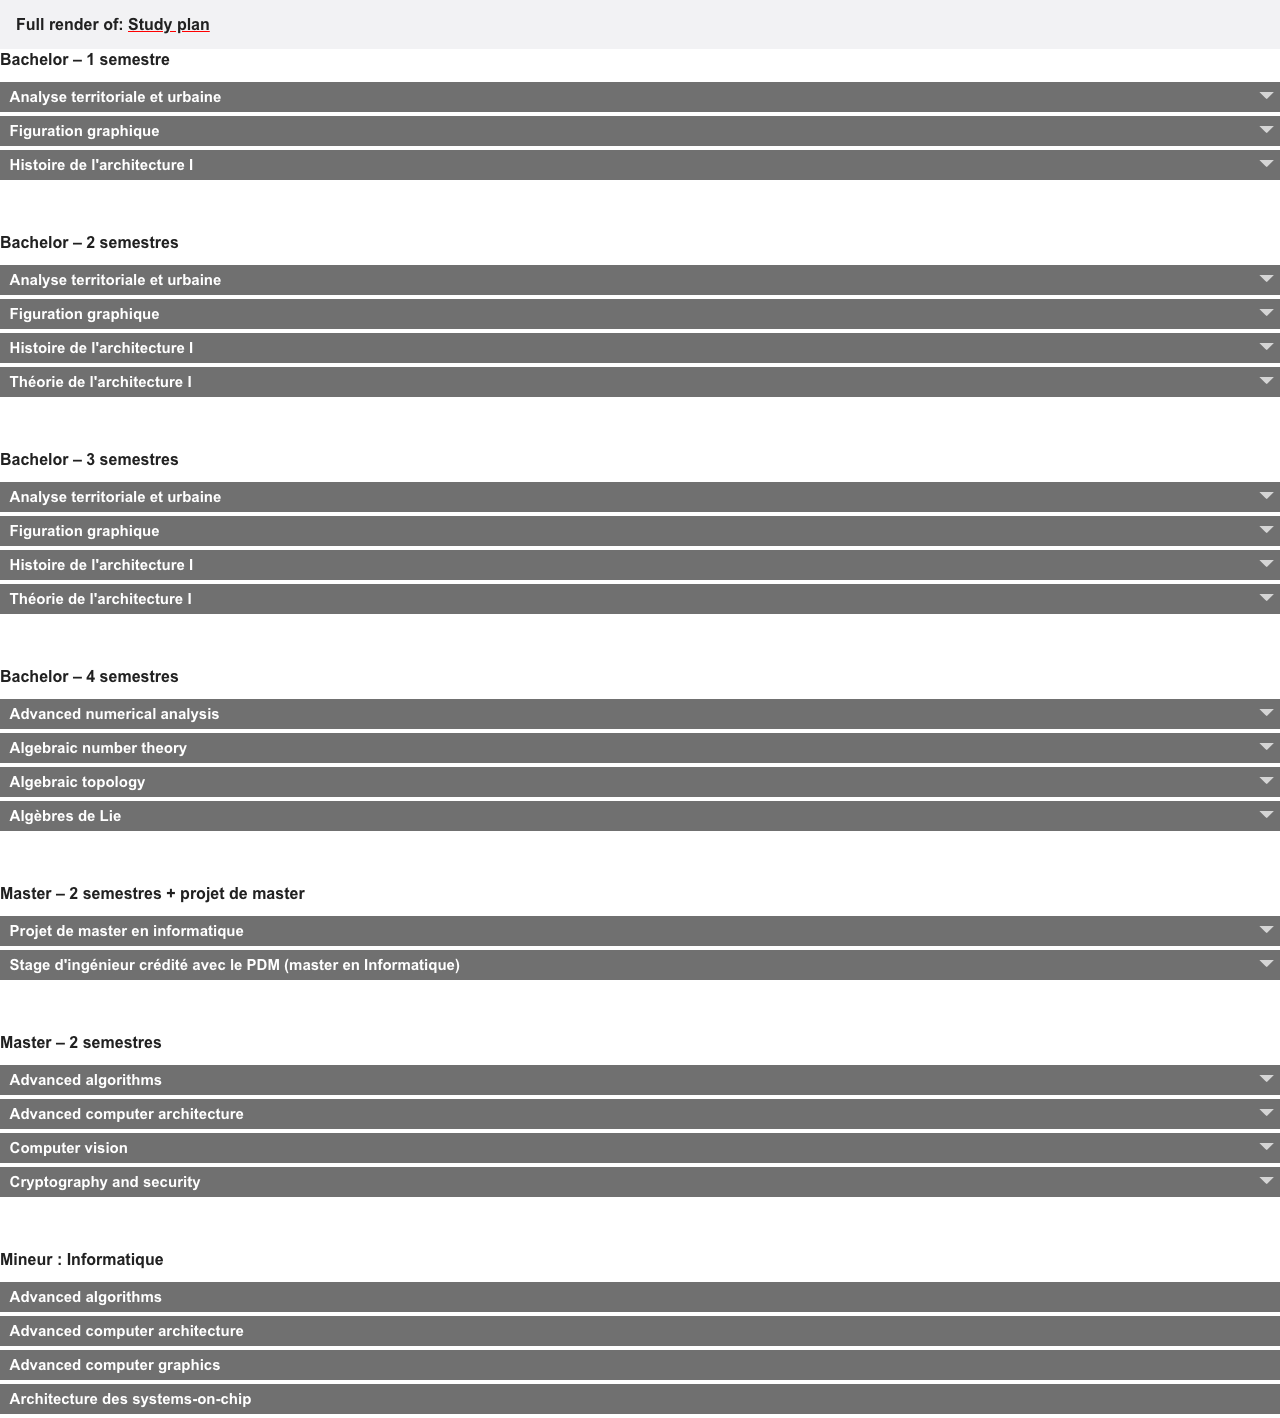 Full render of: Study plan
Bachelor – 1 semestre
Analyse territoriale et urbaine
Figuration graphique
Histoire de l'architecture I
Bachelor – 2 semestres
Analyse territoriale et urbaine
Figuration graphique
Histoire de l'architecture I
Théorie de l'architecture I
Bachelor – 3 semestres
Analyse territoriale et urbaine
Figuration graphique
Histoire de l'architecture I
Théorie de l'architecture I
Bachelor – 4 semestres
Advanced numerical analysis
Algebraic number theory
Algebraic topology
Algèbres de Lie
Master – 2 semestres + projet de master
Projet de master en informatique
Stage d'ingénieur crédité avec le PDM (master en Informatique)
Master – 2 semestres
Advanced algorithms
Advanced computer architecture
Computer vision
Cryptography and security
Mineur : Informatique
Advanced algorithms
Advanced computer architecture
Advanced computer graphics
Architecture des systems-on-chip